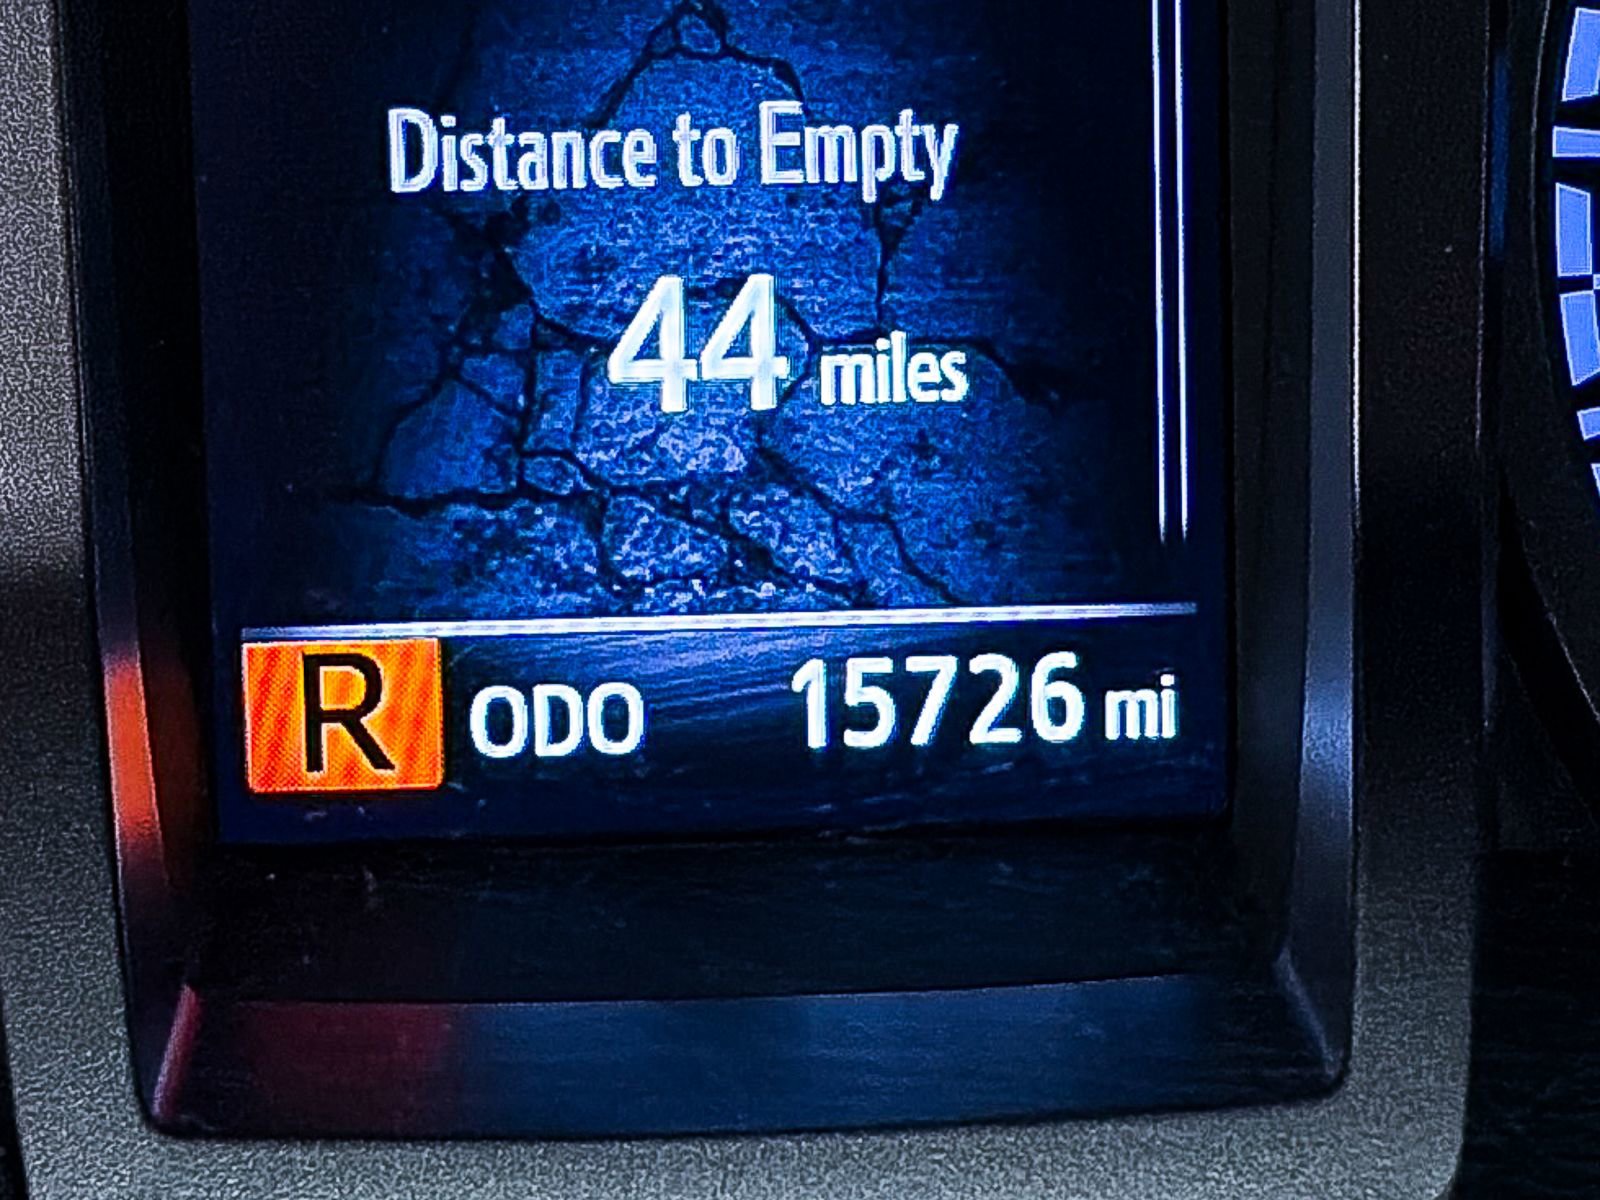 Distance to Empty
44 miles
R ODO 15726 mi